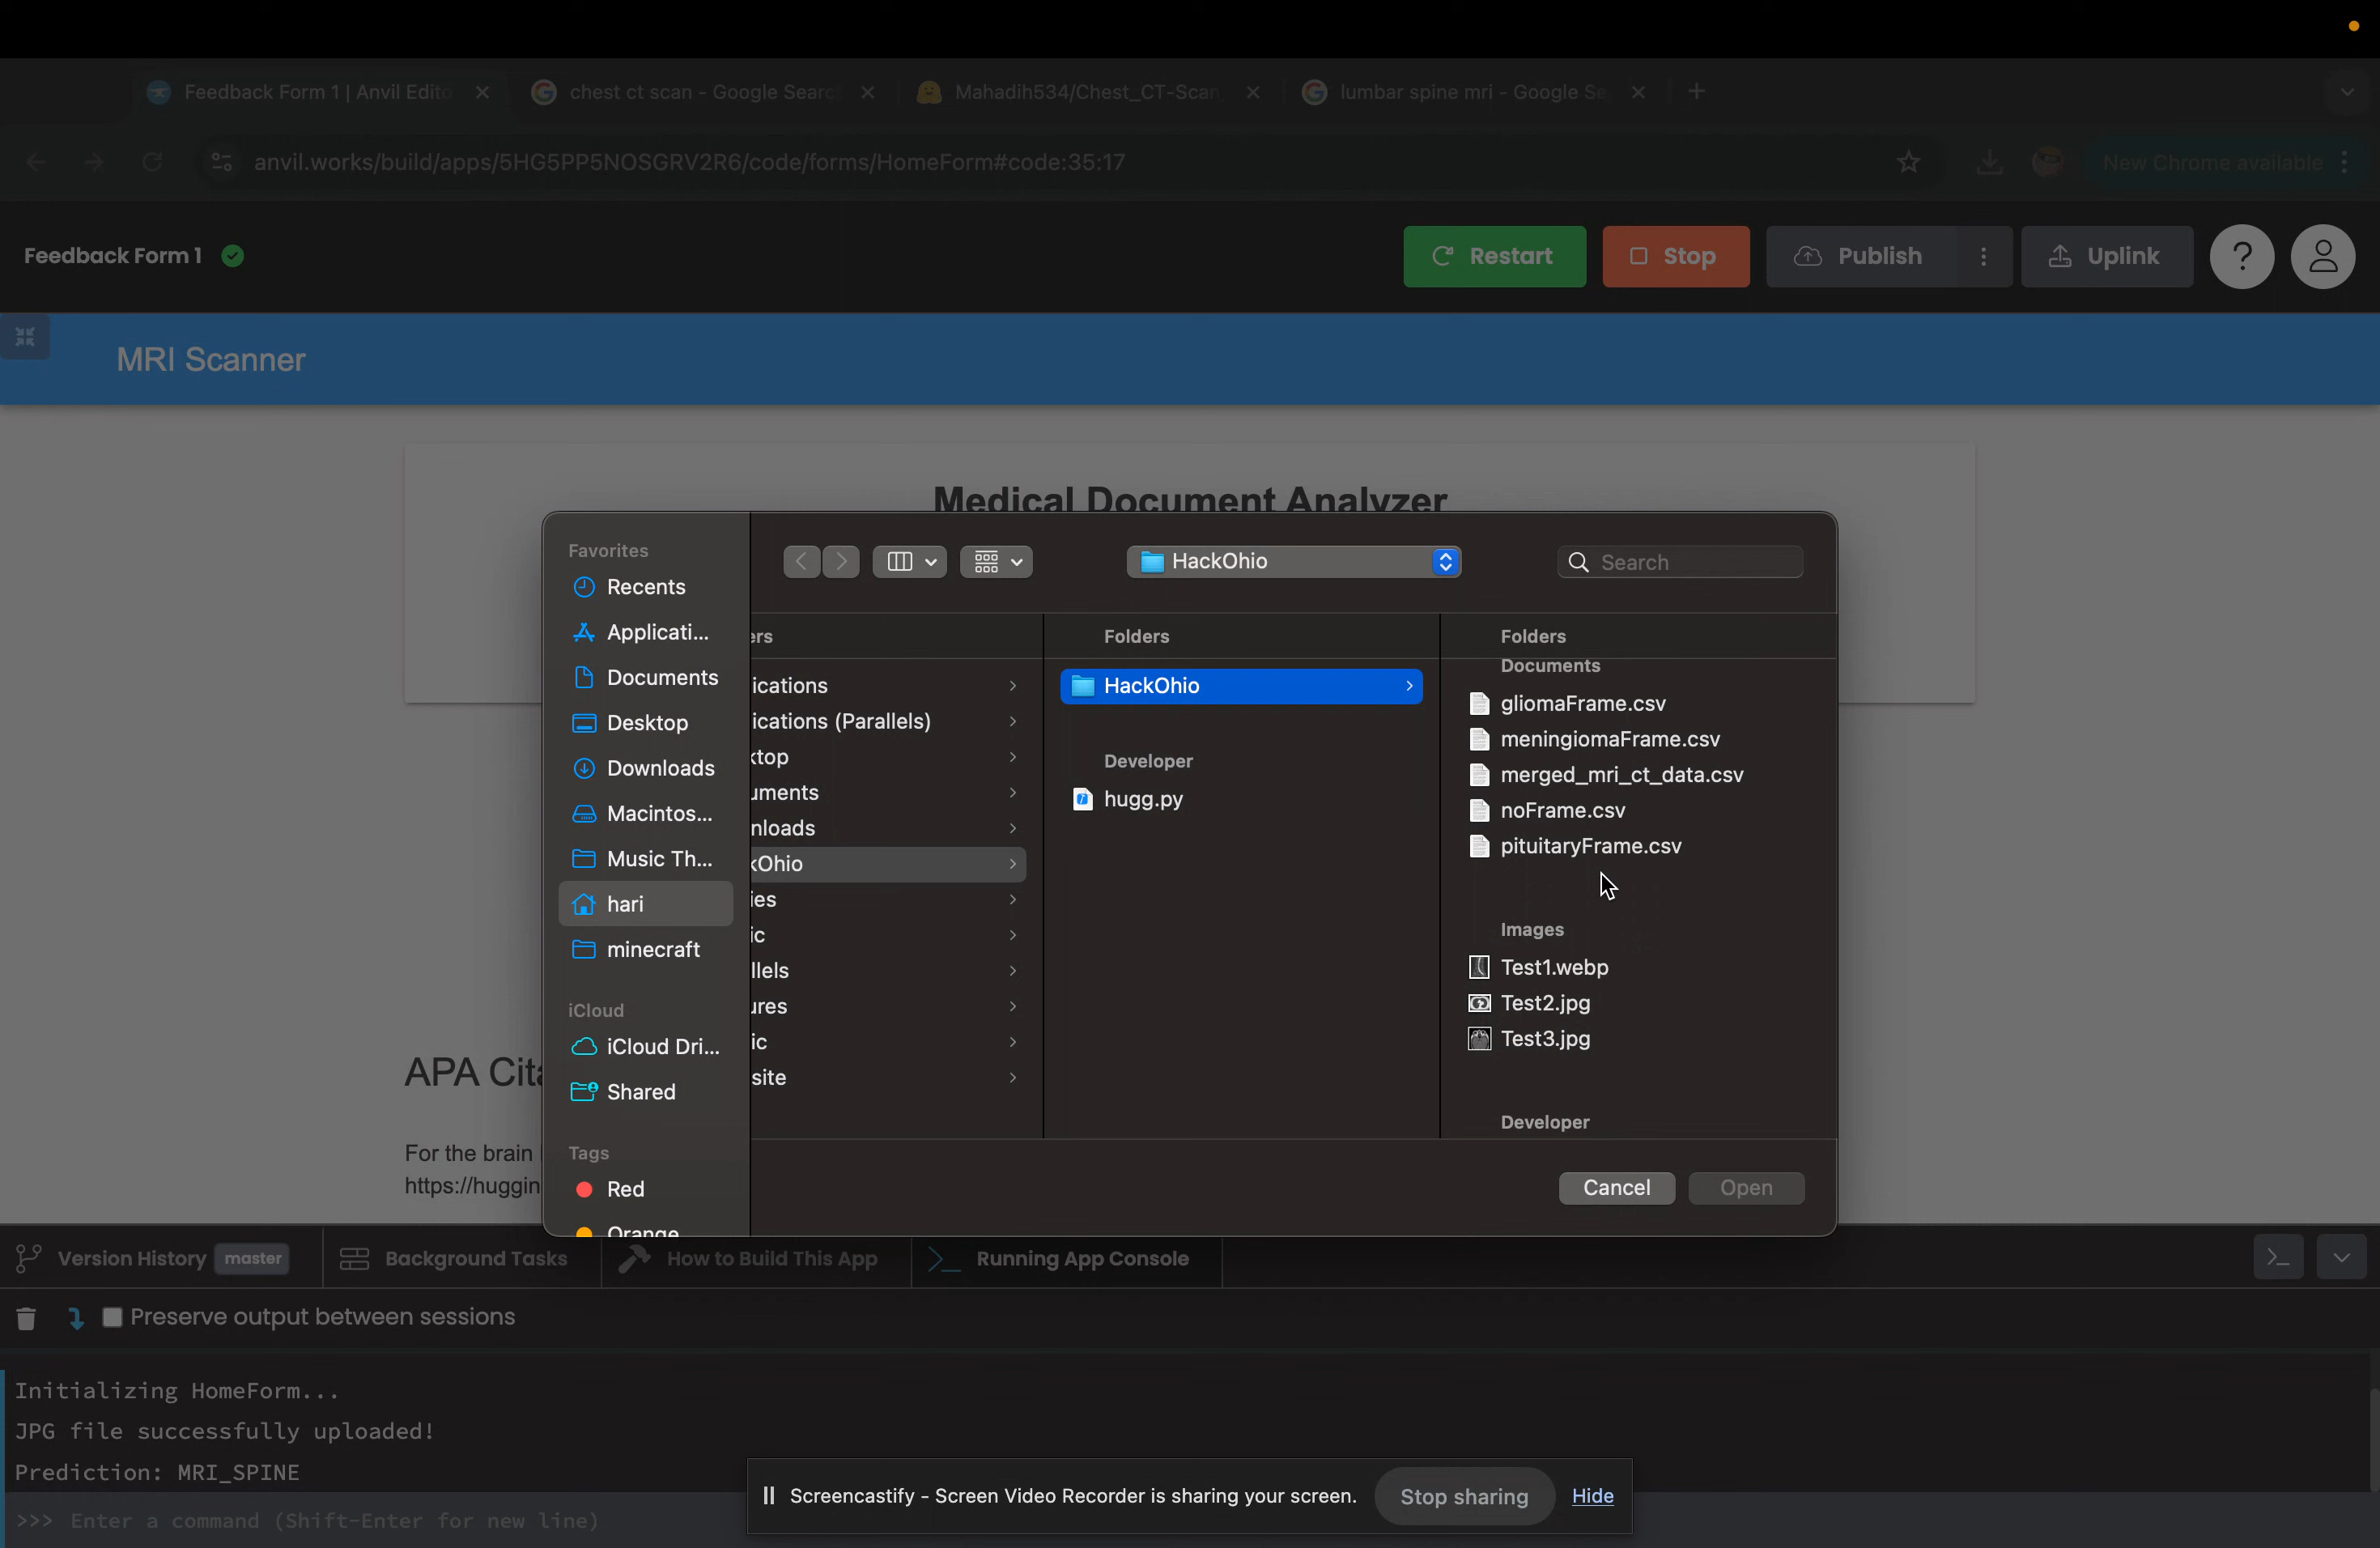 Feedback Form 1 | Anvil Edito
chest ct scan - Google Searc
Mahadih534/Chest_CT-Scan
lumbar spine mri - Google Se
anvil.works/build/apps/5HG5PP5NOSGRV2R6/code/forms/HomeForm#code:35:17
New Chrome available
Feedback Form 1
Restart
Stop
Publish
Uplink
?
MRI Scanner
Medical Document Analyzer
Favorites
Recents
Applicati...
Documents
Desktop
Downloads
Macintos...
Music Th...
hari
minecraft
iCloud
iCloud Dri...
Shared
Tags
Red
Orange
HackOhio
Search
ers
ications
ications (Parallels)
ktop
uments
nloads
kOhio
ies
ic
llels
ures
ic
site
Folders
HackOhio
Developer
hugg.py
Folders
Documents
gliomaFrame.csv
meningiomaFrame.csv
merged_mri_ct_data.csv
noFrame.csv
pituitaryFrame.csv
Images
Test1.webp
Test2.jpg
Test3.jpg
Developer
Cancel
Open
APA Cita
For the brain
https://huggin
Version History master
Background Tasks
How to Build This App
Running App Console
Preserve output between sessions
Initializing HomeForm...
JPG file successfully uploaded!
Prediction: MRI_SPINE
>>> Enter a command (Shift-Enter for new line)
Screencastify - Screen Video Recorder is sharing your screen.
Stop sharing
Hide